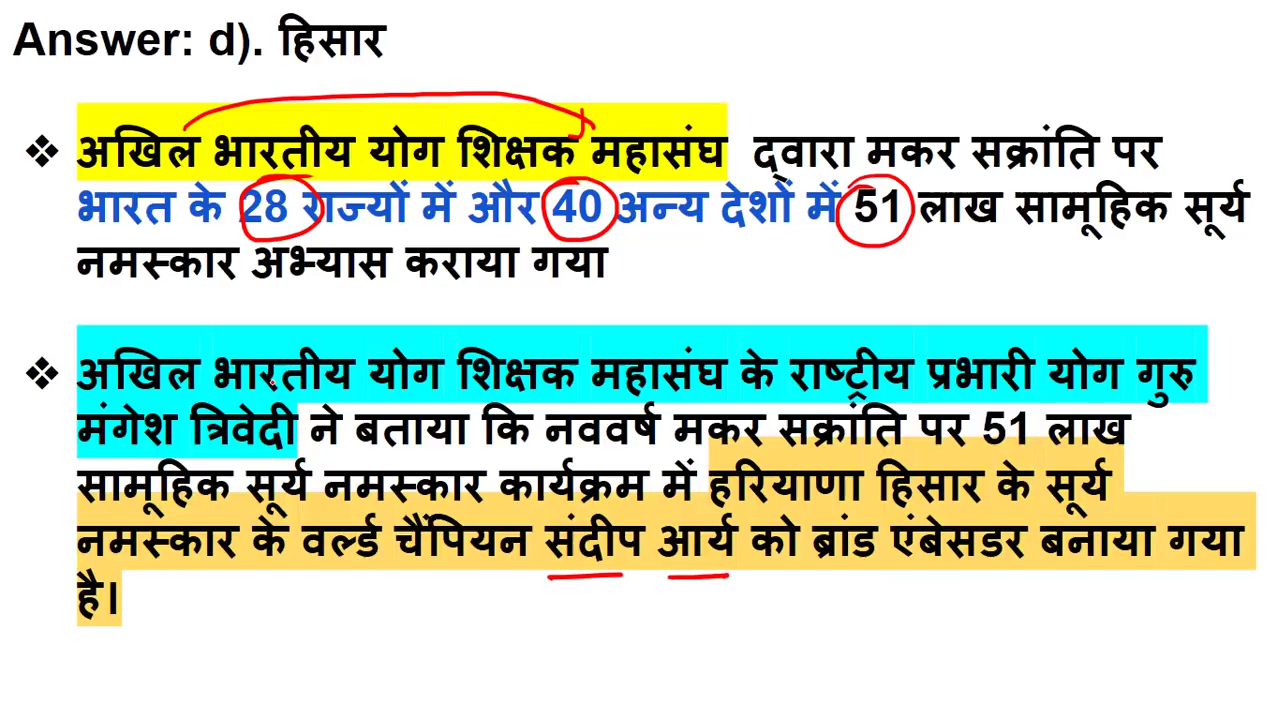 Answer: d). हिसार
❖ अखिल भारतीय योग शिक्षक महासंघ द्वारा मकर सक्रांति पर
भारत के 28 राज्यों में और 40 अन्य देशों में 51 लाख सामूहिक सूर्य
नमस्कार अभ्यास कराया गया
❖ अखिल भारतीय योग शिक्षक महासंघ के राष्ट्रीय प्रभारी योग गुरु
मंगेश त्रिवेदी ने बताया कि नववर्ष मकर सक्रांति पर 51 लाख
सामूहिक सूर्य नमस्कार कार्यक्रम में हरियाणा हिसार के सूर्य
नमस्कार के वर्ल्ड चैंपियन संदीप आर्य को ब्रांड एंबेसडर बनाया गया
है।